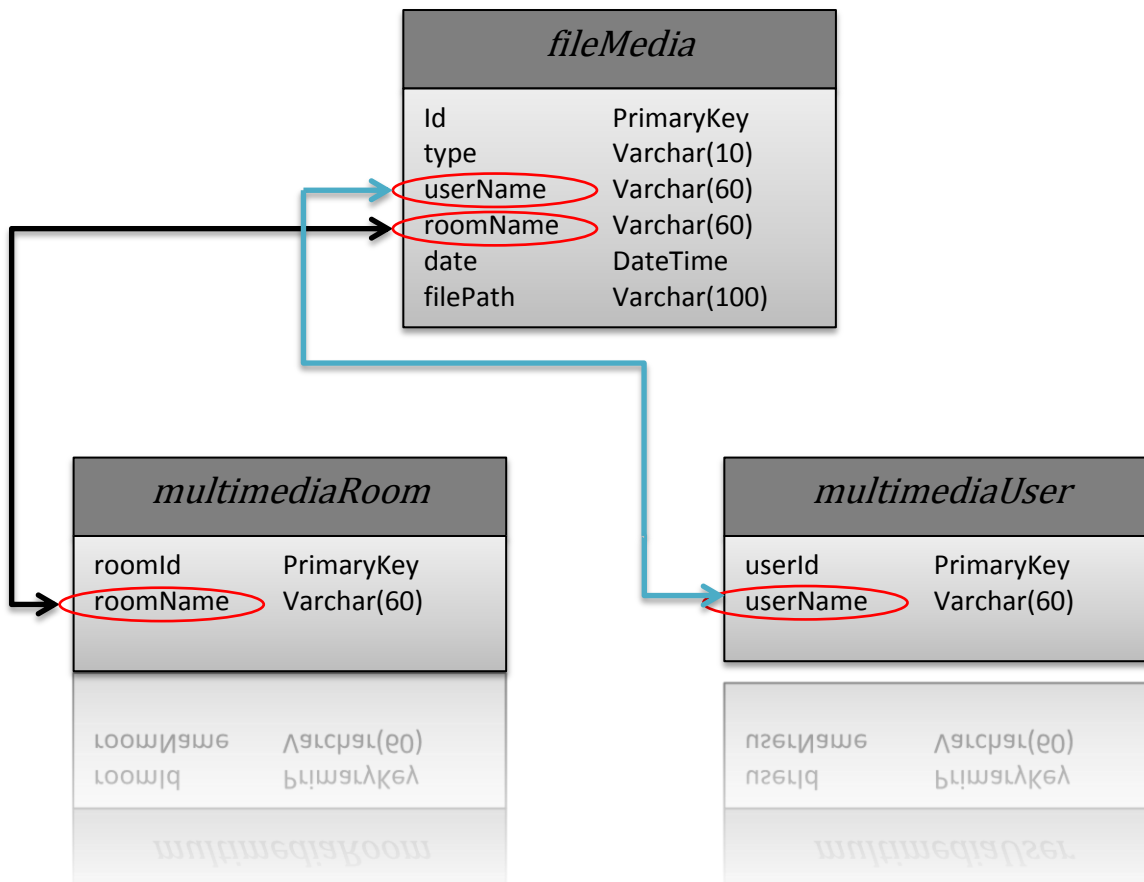 fileMedia
Id PrimaryKey
type Varchar(10)
userName Varchar(60)
roomName Varchar(60)
date DateTime
filePath Varchar(100)
multimediaRoom
roomId PrimaryKey
roomName Varchar(60)
multimediaUser
userId PrimaryKey
userName Varchar(60)